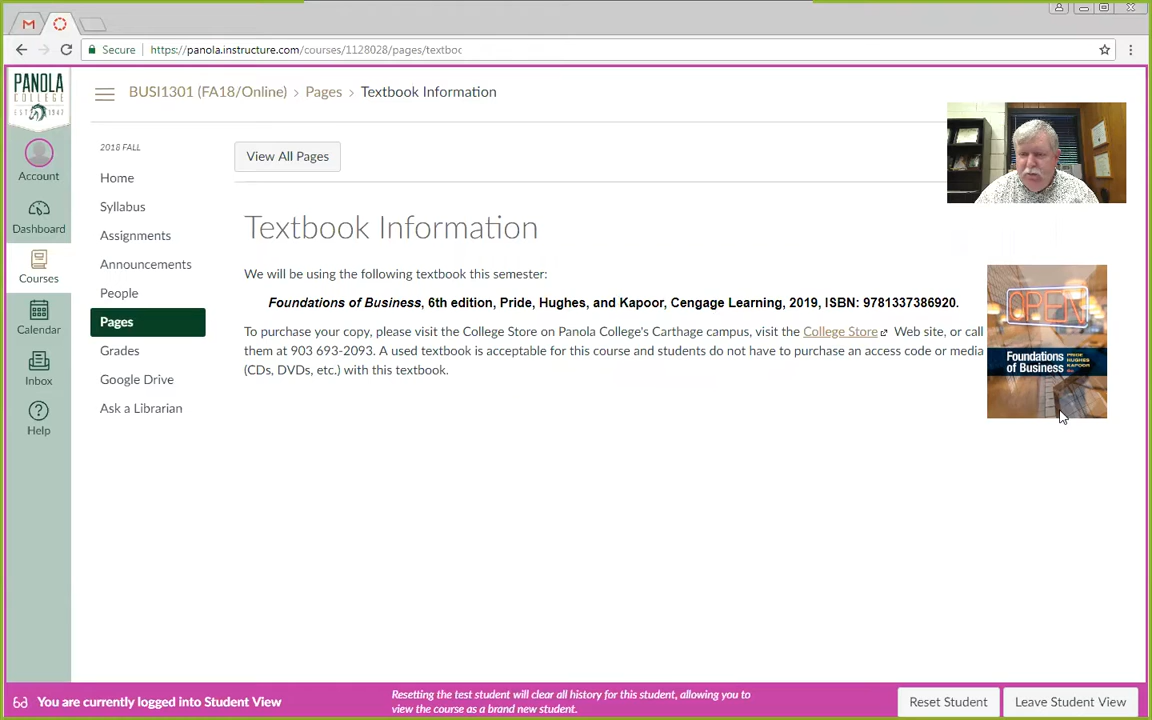 Secure https://panola.instructure.com/courses/1128028/pages/textboc
PANOLA
COLLEGE
BUSI1301 (FA18/Online) > Pages > Textbook Information
2018 FALL
View All Pages
Account
Dashboard
Courses
Calendar
Inbox
Help
Home
Syllabus
Assignments
Announcements
People
Pages
Grades
Google Drive
Ask a Librarian
Textbook Information
We will be using the following textbook this semester:
Foundations of Business, 6th edition, Pride, Hughes, and Kapoor, Cengage Learning, 2019, ISBN: 9781337386920.
To purchase your copy, please visit the College Store on Panola College's Carthage campus, visit the College Store Web site, or call
them at 903 693-2093. A used textbook is acceptable for this course and students do not have to purchase an access code or media
(CDs, DVDs, etc.) with this textbook.
OPEN
Foundations
of Business
PRIDE
HUGHES
KAPOOR
You are currently logged into Student View
Resetting the test student will clear all history for this student, allowing you to
view the course as a brand new student.
Reset Student
Leave Student View